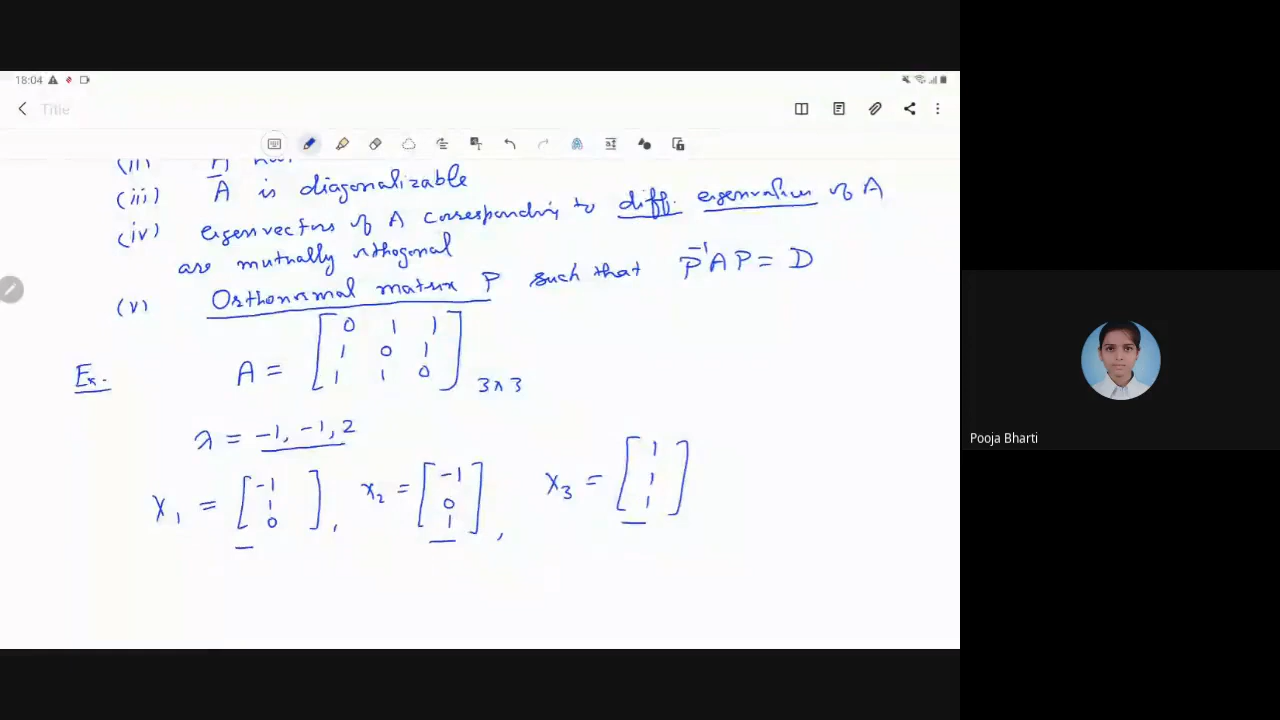 18:04
Title
(iii) A is diagonalizable
(iv) eigenvectors of A corresponding to diff. eigenvalues of A
are mutually orthogonal
(v) Orthonormal matrix P such that P⁻¹AP = D
Ex. A = [0 1 1
1 0 1
1 1 0] 3×3
λ = -1, -1, 2
X₁ = [-1 1 0], X₂ = [-1 0 1], X₃ = [1 1 1]
Pooja Bharti